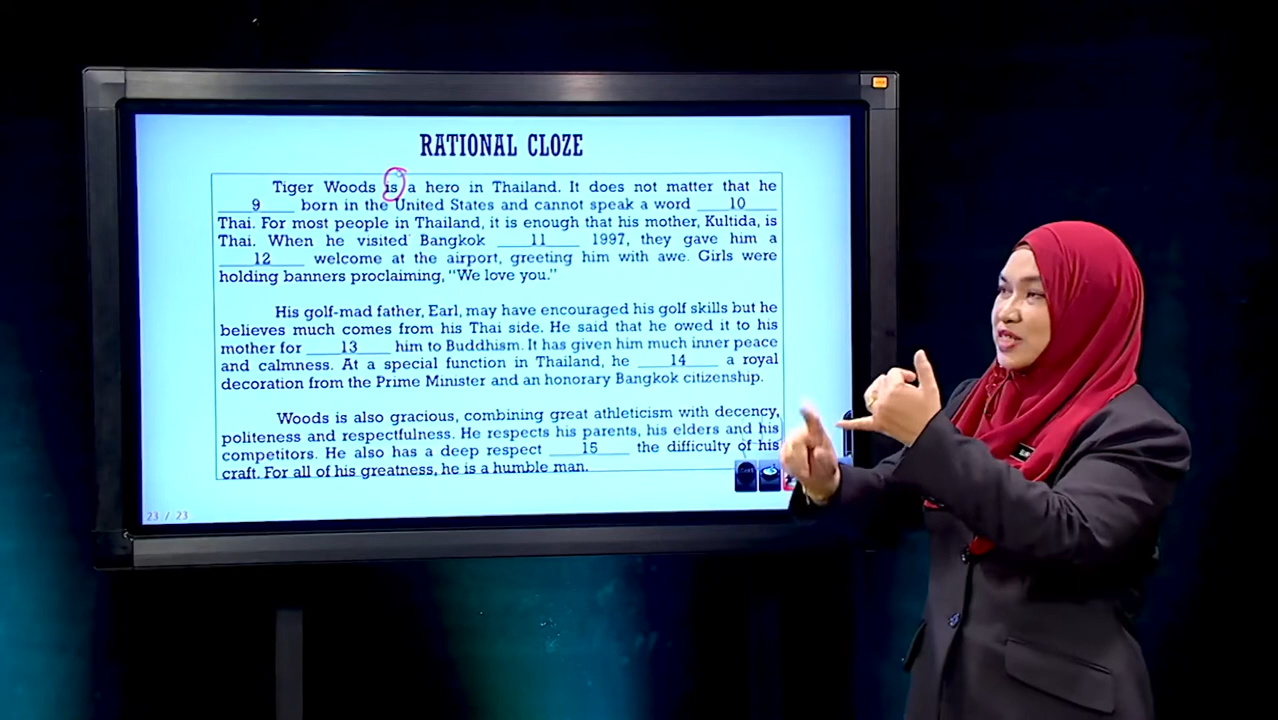 RATIONAL CLOZE
Tiger Woods is a hero in Thailand. It does not matter that he
9 born in the United States and cannot speak a word 10
Thai. For most people in Thailand, it is enough that his mother, Kultida, is
Thai. When he visited Bangkok 11 1997, they gave him a
12 welcome at the airport, greeting him with awe. Girls were
holding banners proclaiming, "We love you."
His golf-mad father, Earl, may have encouraged his golf skills but he
believes much comes from his Thai side. He said that he owed it to his
mother for 13 him to Buddhism. It has given him much inner peace
and calmness. At a special function in Thailand, he 14 a royal
decoration from the Prime Minister and an honorary Bangkok citizenship.
Woods is also gracious, combining great athleticism with decency,
politeness and respectfulness. He respects his parents, his elders and his
competitors. He also has a deep respect 15 the difficulty of his
craft. For all of his greatness, he is a humble man.
23 / 23